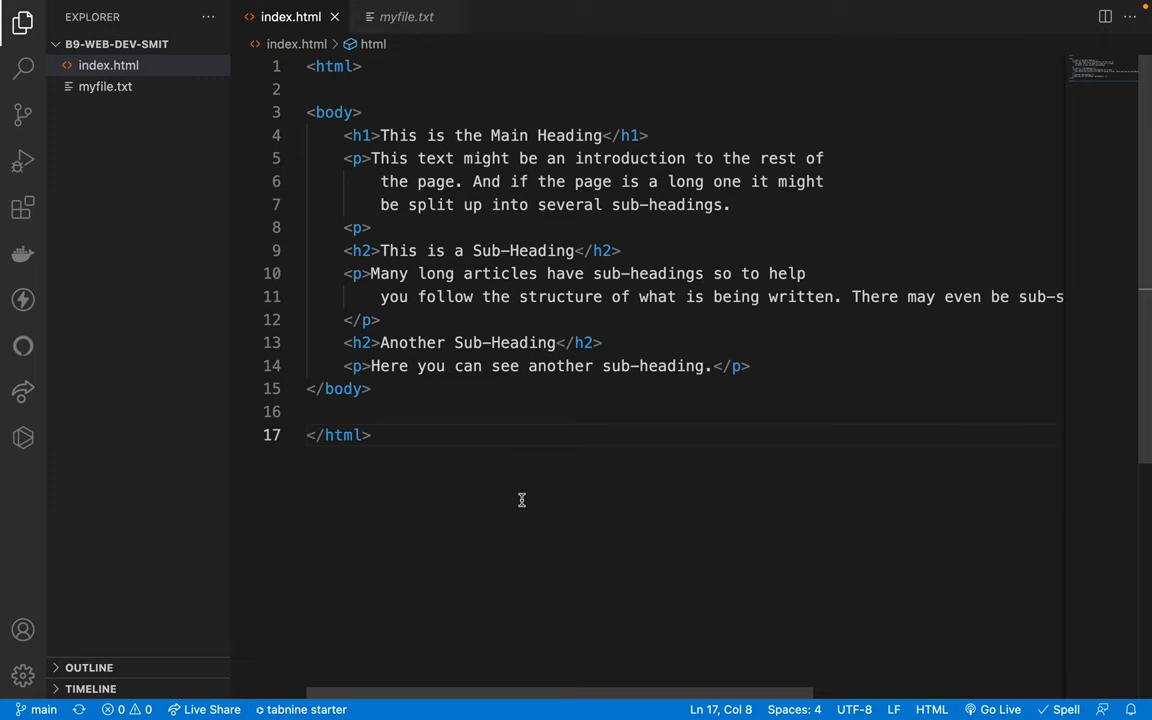 EXPLORER
B9-WEB-DEV-SMIT
index.html
myfile.txt
OUTLINE
TIMELINE
index.html
myfile.txt
index.html > html
1 <html>
2
3 <body>
4 <h1>This is the Main Heading</h1>
5 <p>This text might be an introduction to the rest of
6 the page. And if the page is a long one it might
7 be split up into several sub-headings.
8 <p>
9 <h2>This is a Sub-Heading</h2>
10 <p>Many long articles have sub-headings so to help
11 you follow the structure of what is being written. There may even be sub-s
12 </p>
13 <h2>Another Sub-Heading</h2>
14 <p>Here you can see another sub-heading.</p>
15 </body>
16
17 </html>
main 0 0 Live Share tabnine starter Ln 17, Col 8 Spaces: 4 UTF-8 LF HTML Go Live Spell